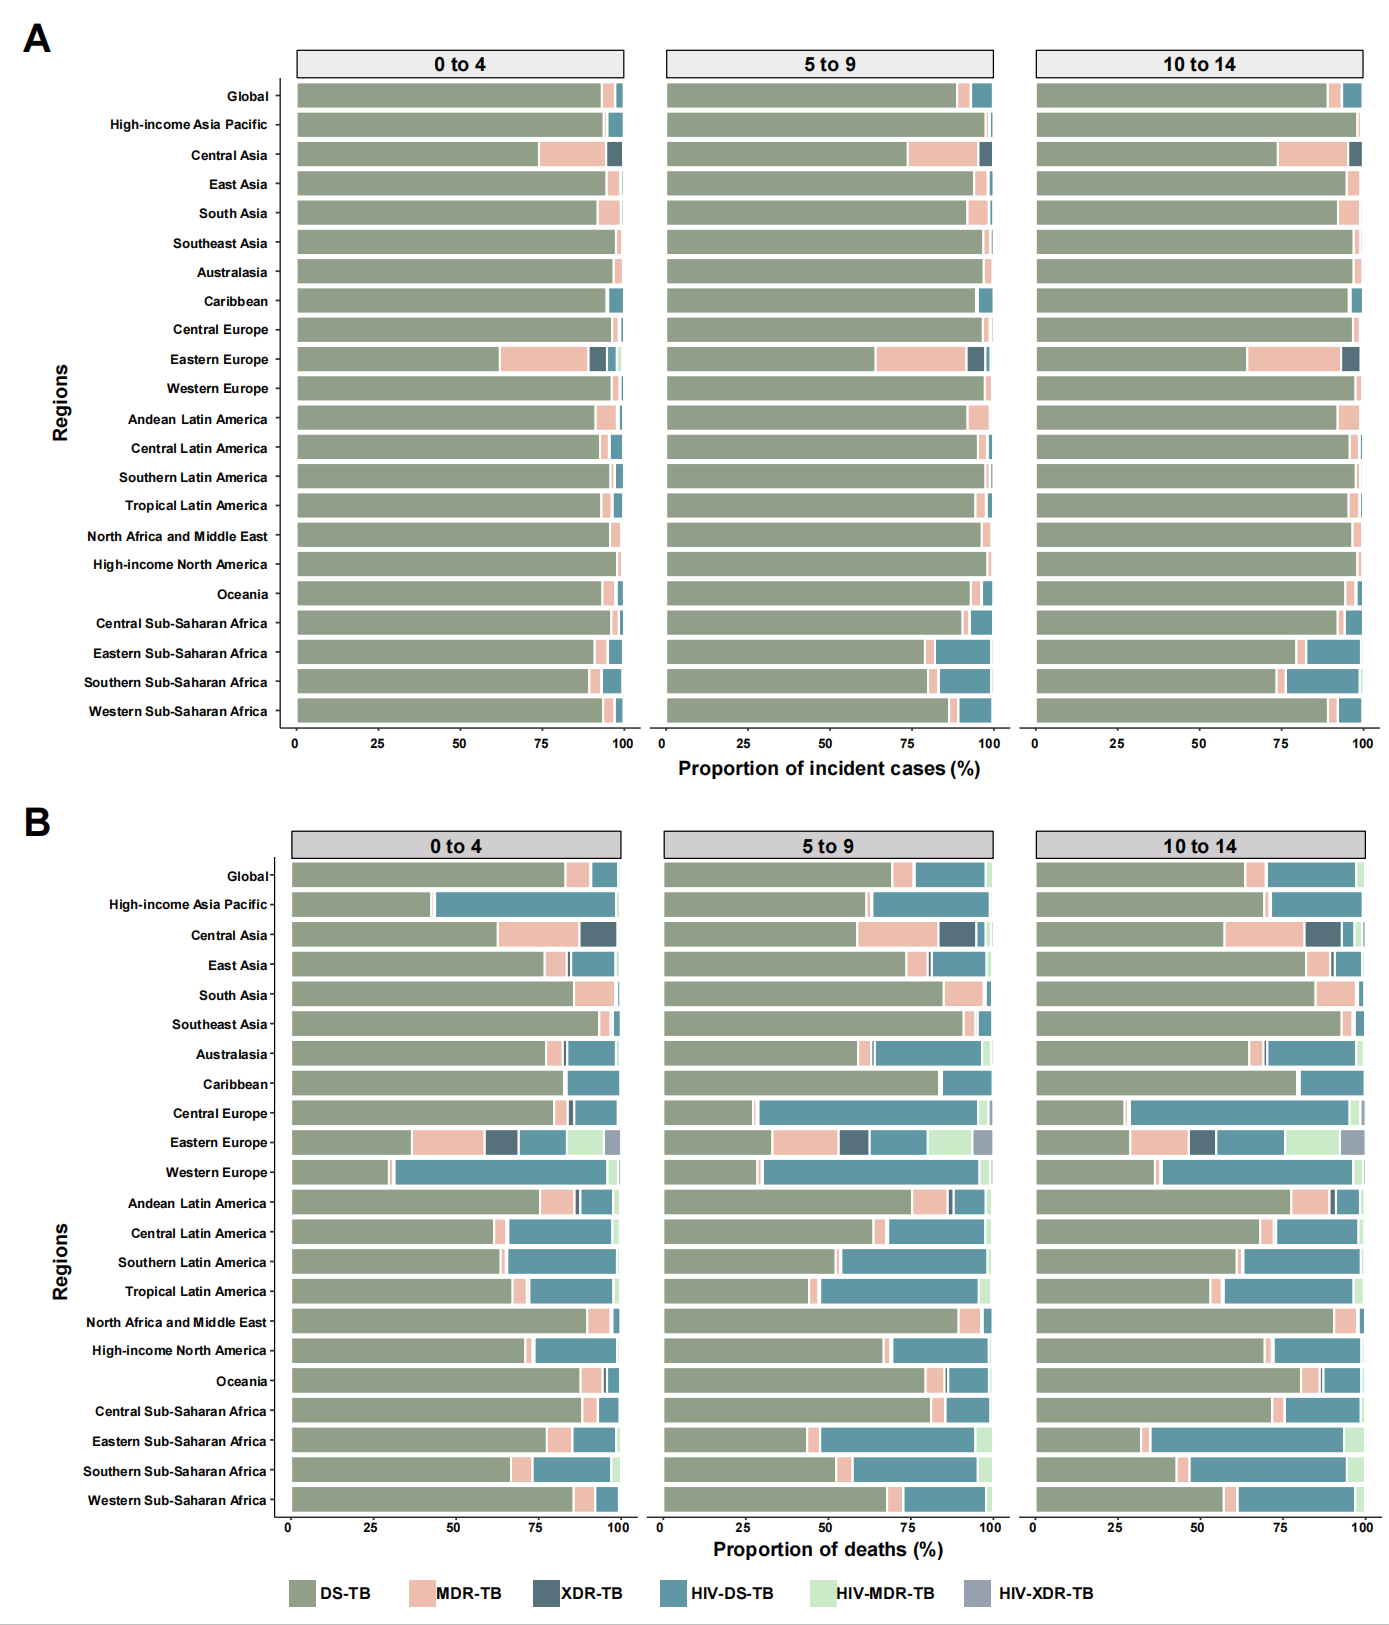 A
0 to 4
5 to 9
10 to 14
Global
High-income Asia Pacific
Central Asia
East Asia
South Asia
Southeast Asia
Australasia
Caribbean
Central Europe
Eastern Europe
Western Europe
Andean Latin America
Central Latin America
Southern Latin America
Tropical Latin America
North Africa and Middle East
High-income North America
Oceania
Central Sub-Saharan Africa
Eastern Sub-Saharan Africa
Southern Sub-Saharan Africa
Western Sub-Saharan Africa
Regions
0 25 50 75 100
0 25 50 75 100
0 25 50 75 100
Proportion of incident cases (%)
B
0 to 4
5 to 9
10 to 14
Global
High-income Asia Pacific
Central Asia
East Asia
South Asia
Southeast Asia
Australasia
Caribbean
Central Europe
Eastern Europe
Western Europe
Andean Latin America
Central Latin America
Southern Latin America
Tropical Latin America
North Africa and Middle East
High-income North America
Oceania
Central Sub-Saharan Africa
Eastern Sub-Saharan Africa
Southern Sub-Saharan Africa
Western Sub-Saharan Africa
Regions
0 25 50 75 100
0 25 50 75 100
0 25 50 75 100
Proportion of deaths (%)
DS-TB MDR-TB XDR-TB HIV-DS-TB HIV-MDR-TB HIV-XDR-TB